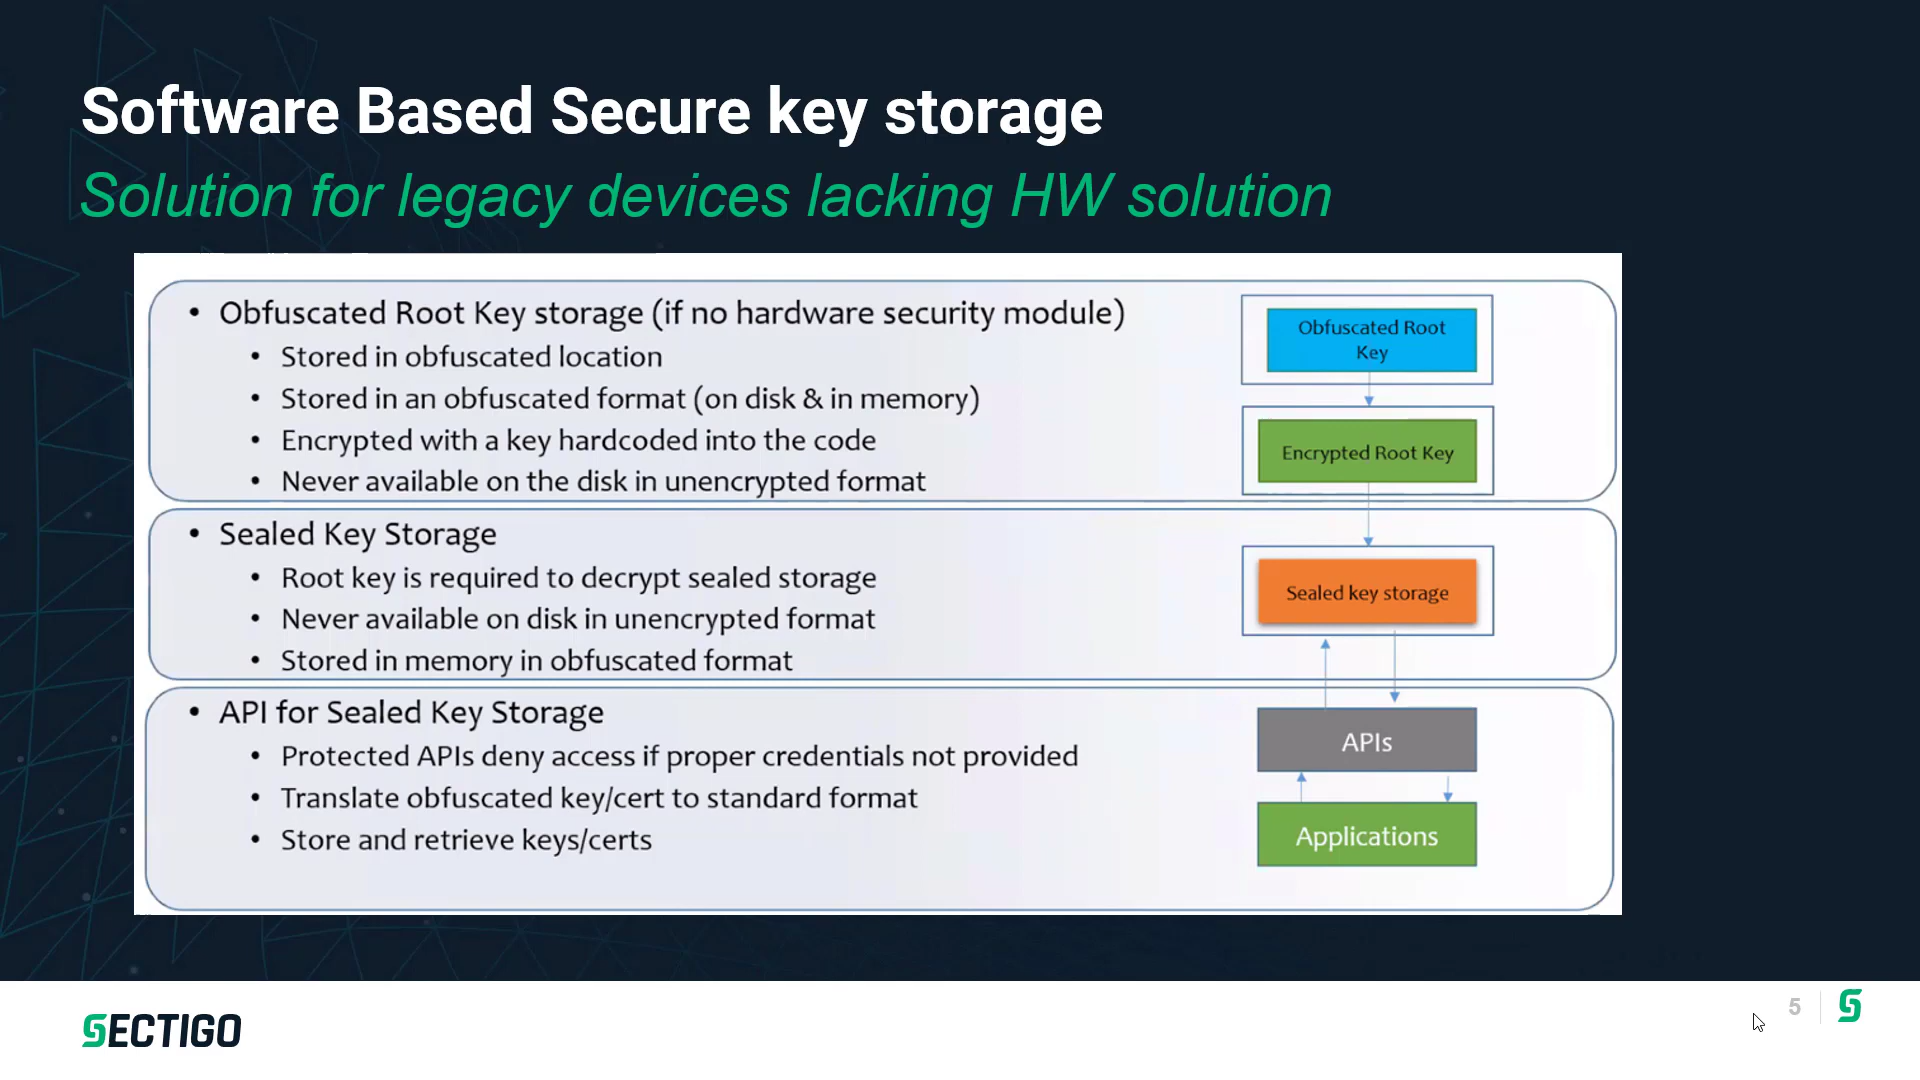 Software Based Secure key storage
Solution for legacy devices lacking HW solution
• Obfuscated Root Key storage (if no hardware security module)
• Stored in obfuscated location
• Stored in an obfuscated format (on disk & in memory)
• Encrypted with a key hardcoded into the code
• Never available on the disk in unencrypted format
Obfuscated Root
Key
Encrypted Root Key
• Sealed Key Storage
• Root key is required to decrypt sealed storage
• Never available on disk in unencrypted format
• Stored in memory in obfuscated format
Sealed key storage
• API for Sealed Key Storage
• Protected APIs deny access if proper credentials not provided
• Translate obfuscated key/cert to standard format
• Store and retrieve keys/certs
APIs
Applications
SECTIGO
5
S